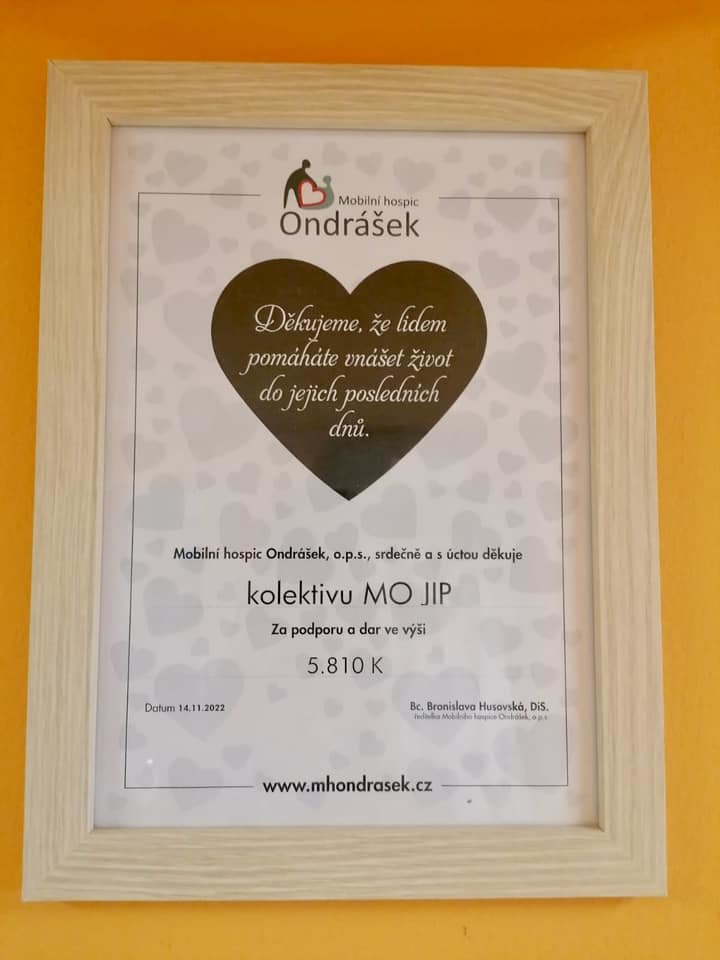 Mobilní hospic
Ondrášek
Děkujeme, že lidem
pomáháte vnášet život
do jejich posledních
dnů.
Mobilní hospic Ondrášek, o.p.s., srdečně a s úctou děkuje
kolektivu MO JIP
Za podporu a dar ve výši
5.810 K
Datum 14.11.2022
Bc. Bronislava Husovská, DiS.
ředitelka Mobilního hospice Ondrášek, o.p.s.
www.mhondrasek.cz